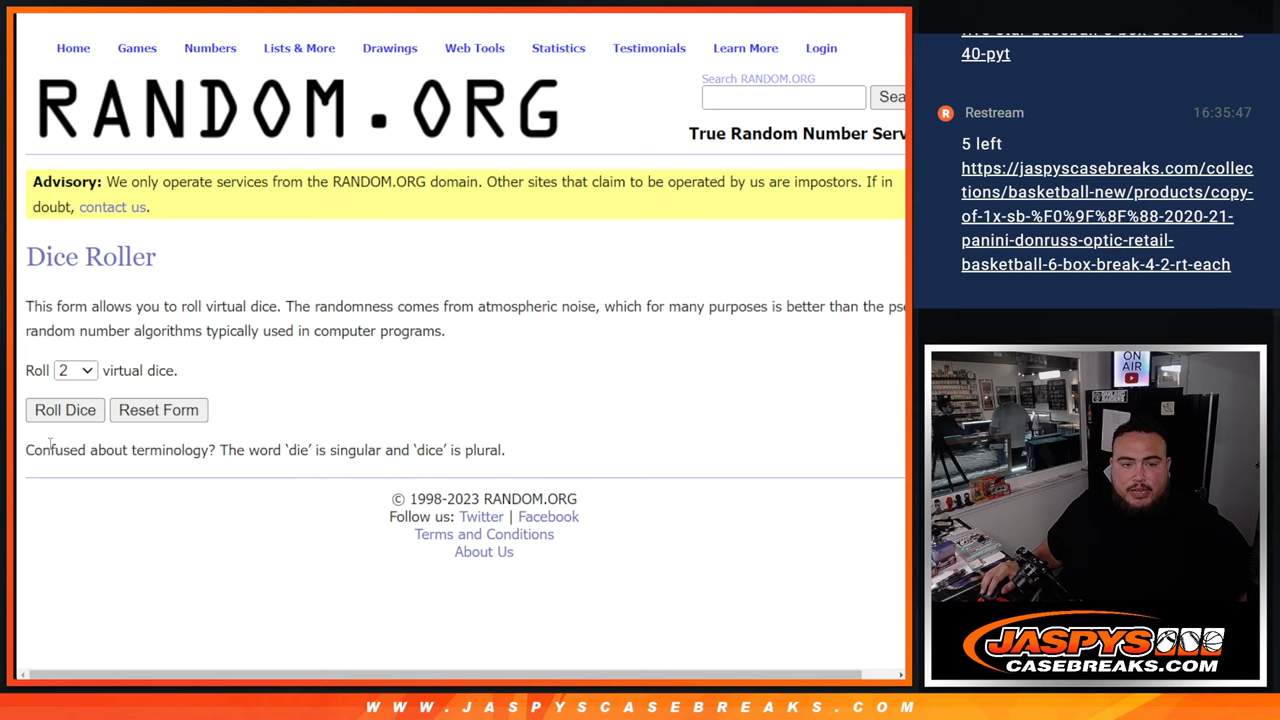 Home Games Numbers Lists & More Drawings Web Tools Statistics Testimonials Learn More Login
RANDOM.ORG
Search RANDOM.ORG
Sea
True Random Number Serv
Advisory: We only operate services from the RANDOM.ORG domain. Other sites that claim to be operated by us are impostors. If in
doubt, contact us.
Dice Roller
This form allows you to roll virtual dice. The randomness comes from atmospheric noise, which for many purposes is better than the pse
random number algorithms typically used in computer programs.
Roll 2 virtual dice.
Roll Dice Reset Form
Confused about terminology? The word ‘die’ is singular and ‘dice’ is plural.
© 1998-2023 RANDOM.ORG
Follow us: Twitter | Facebook
Terms and Conditions
About Us
40-pyt
R Restream 16:35:47
5 left
https://jaspyscasebreaks.com/collec
tions/basketball-new/products/copy-
of-1x-sb-%F0%9F%8F%88-2020-21-
panini-donruss-optic-retail-
basketball-6-box-break-4-2-rt-each
ON
AIR
JASPYS
CASEBREAKS.COM
WWW.JASPYSCASEBREAKS.COM